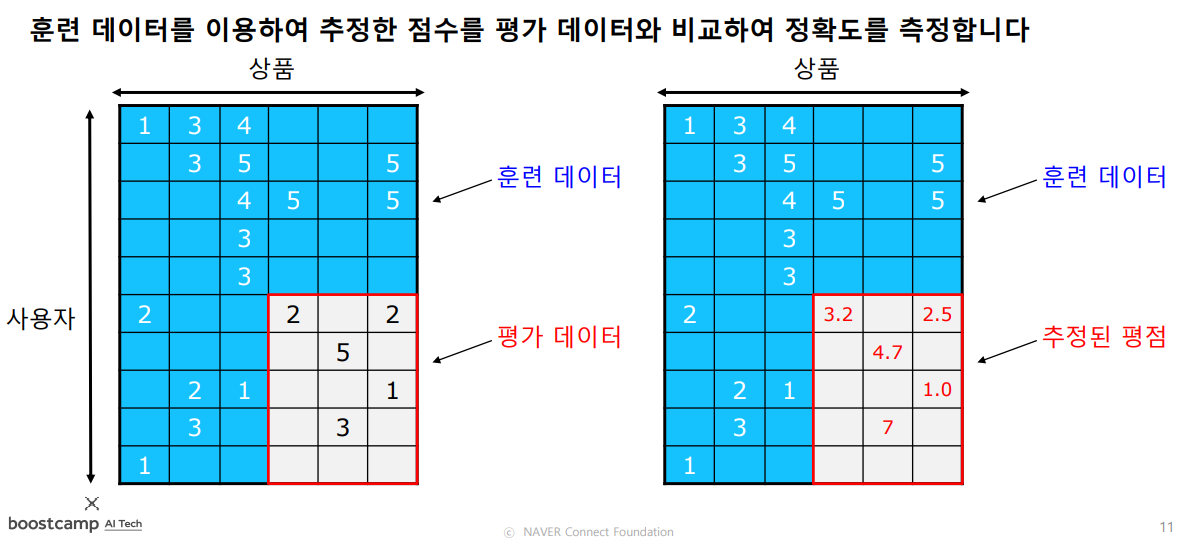 훈련 데이터를 이용하여 추정한 점수를 평가 데이터와 비교하여 정확도를 측정합니다
상품
사용자
1 3 4
3 5 5
4 5 5
3
3
2 2 2
5
2 1 1
3 3
1
훈련 데이터
평가 데이터
상품
1 3 4
3 5 5
4 5 5
3
3
2 3.2 2.5
4.7
2 1 1.0
3 7
1
훈련 데이터
추정된 평점
boostcamp AI Tech
ⓒ NAVER Connect Foundation
11